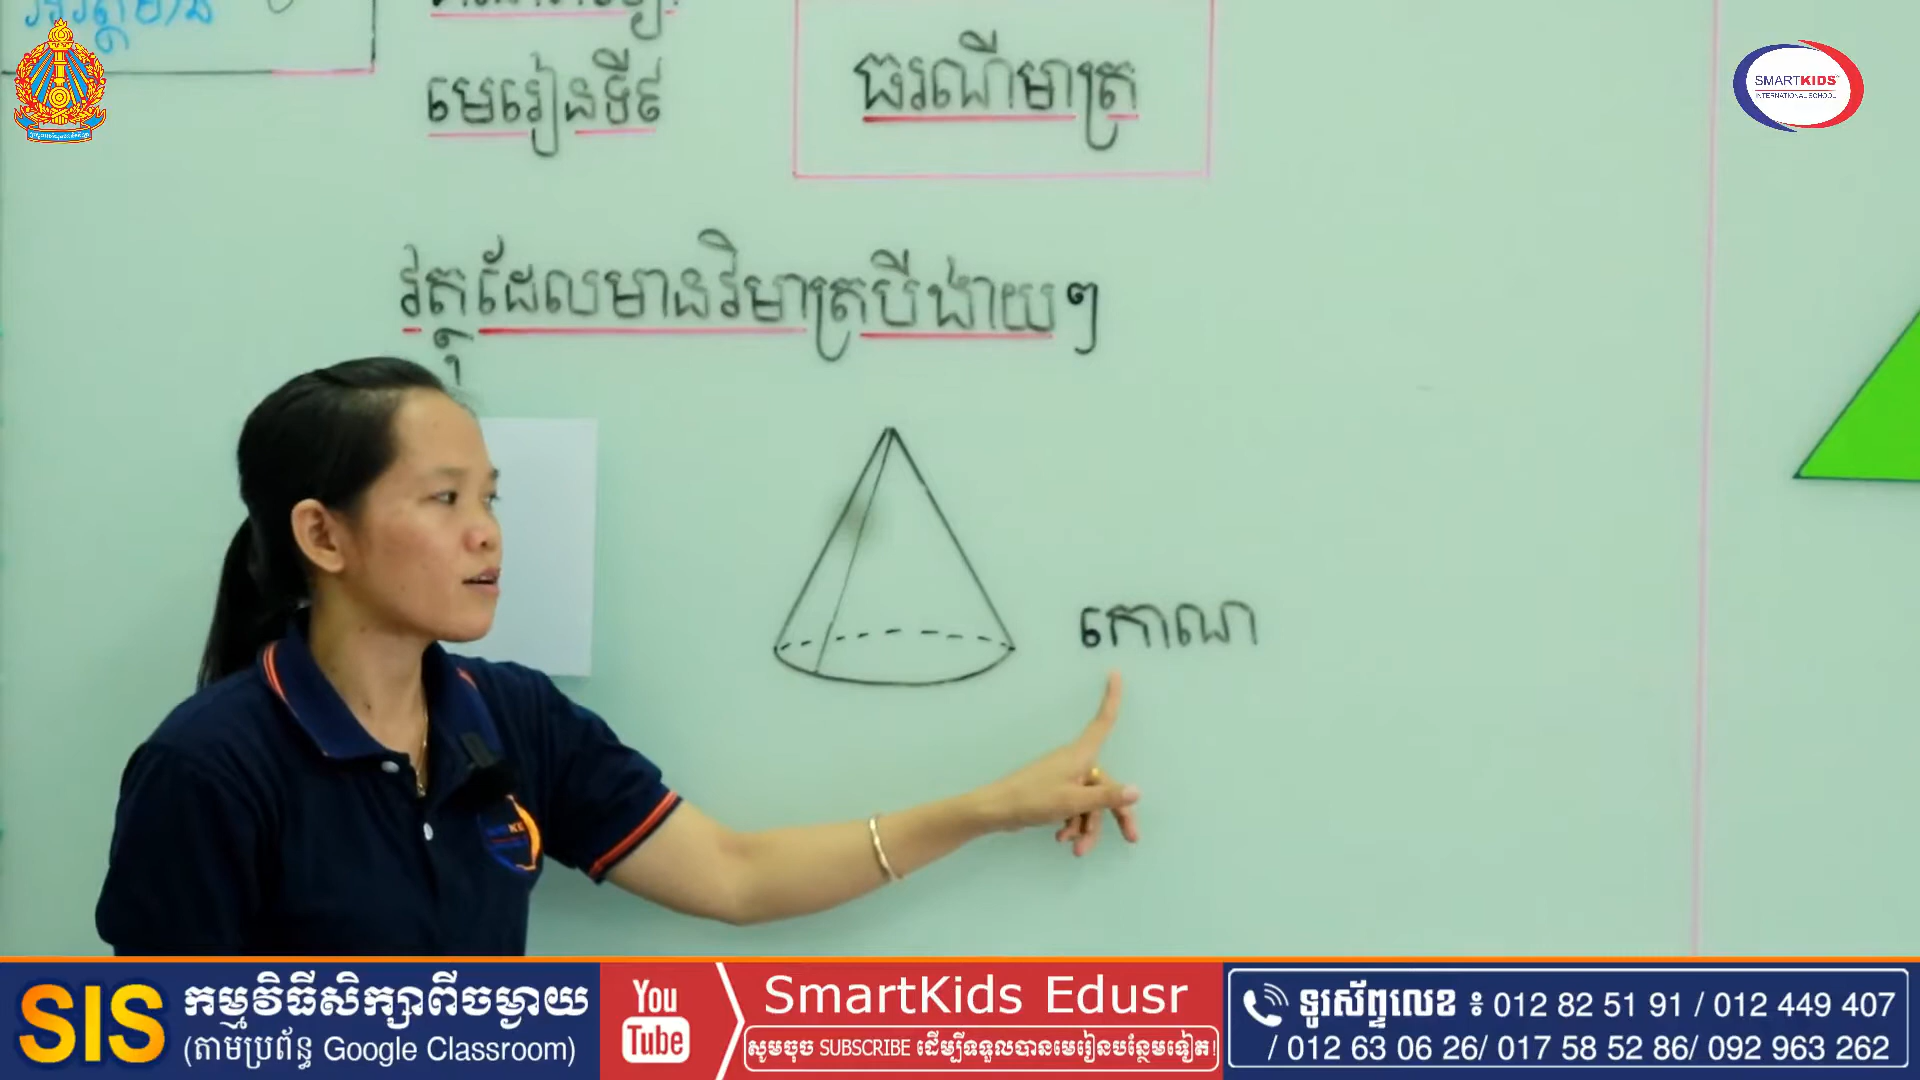 SMARTKIDS
INTERNATIONAL SCHOOL
មេរៀនទី៩
ធរណីមាត្រ
វត្ថុដែលមានវិមាត្របីងាយៗ
កោណ
SIS
កម្មវិធីសិក្សាពីចម្ងាយ
(តាមប្រព័ន្ធ Google Classroom)
You
Tube
SmartKids Edusr
សូមចុច SUBSCRIBE ដើម្បីទទួលបានមេរៀនបន្ថែមទៀត!
ទូរស័ព្ទលេខ ៖ 012 82 51 91 / 012 449 407
/ 012 63 06 26/ 017 58 52 86/ 092 963 262